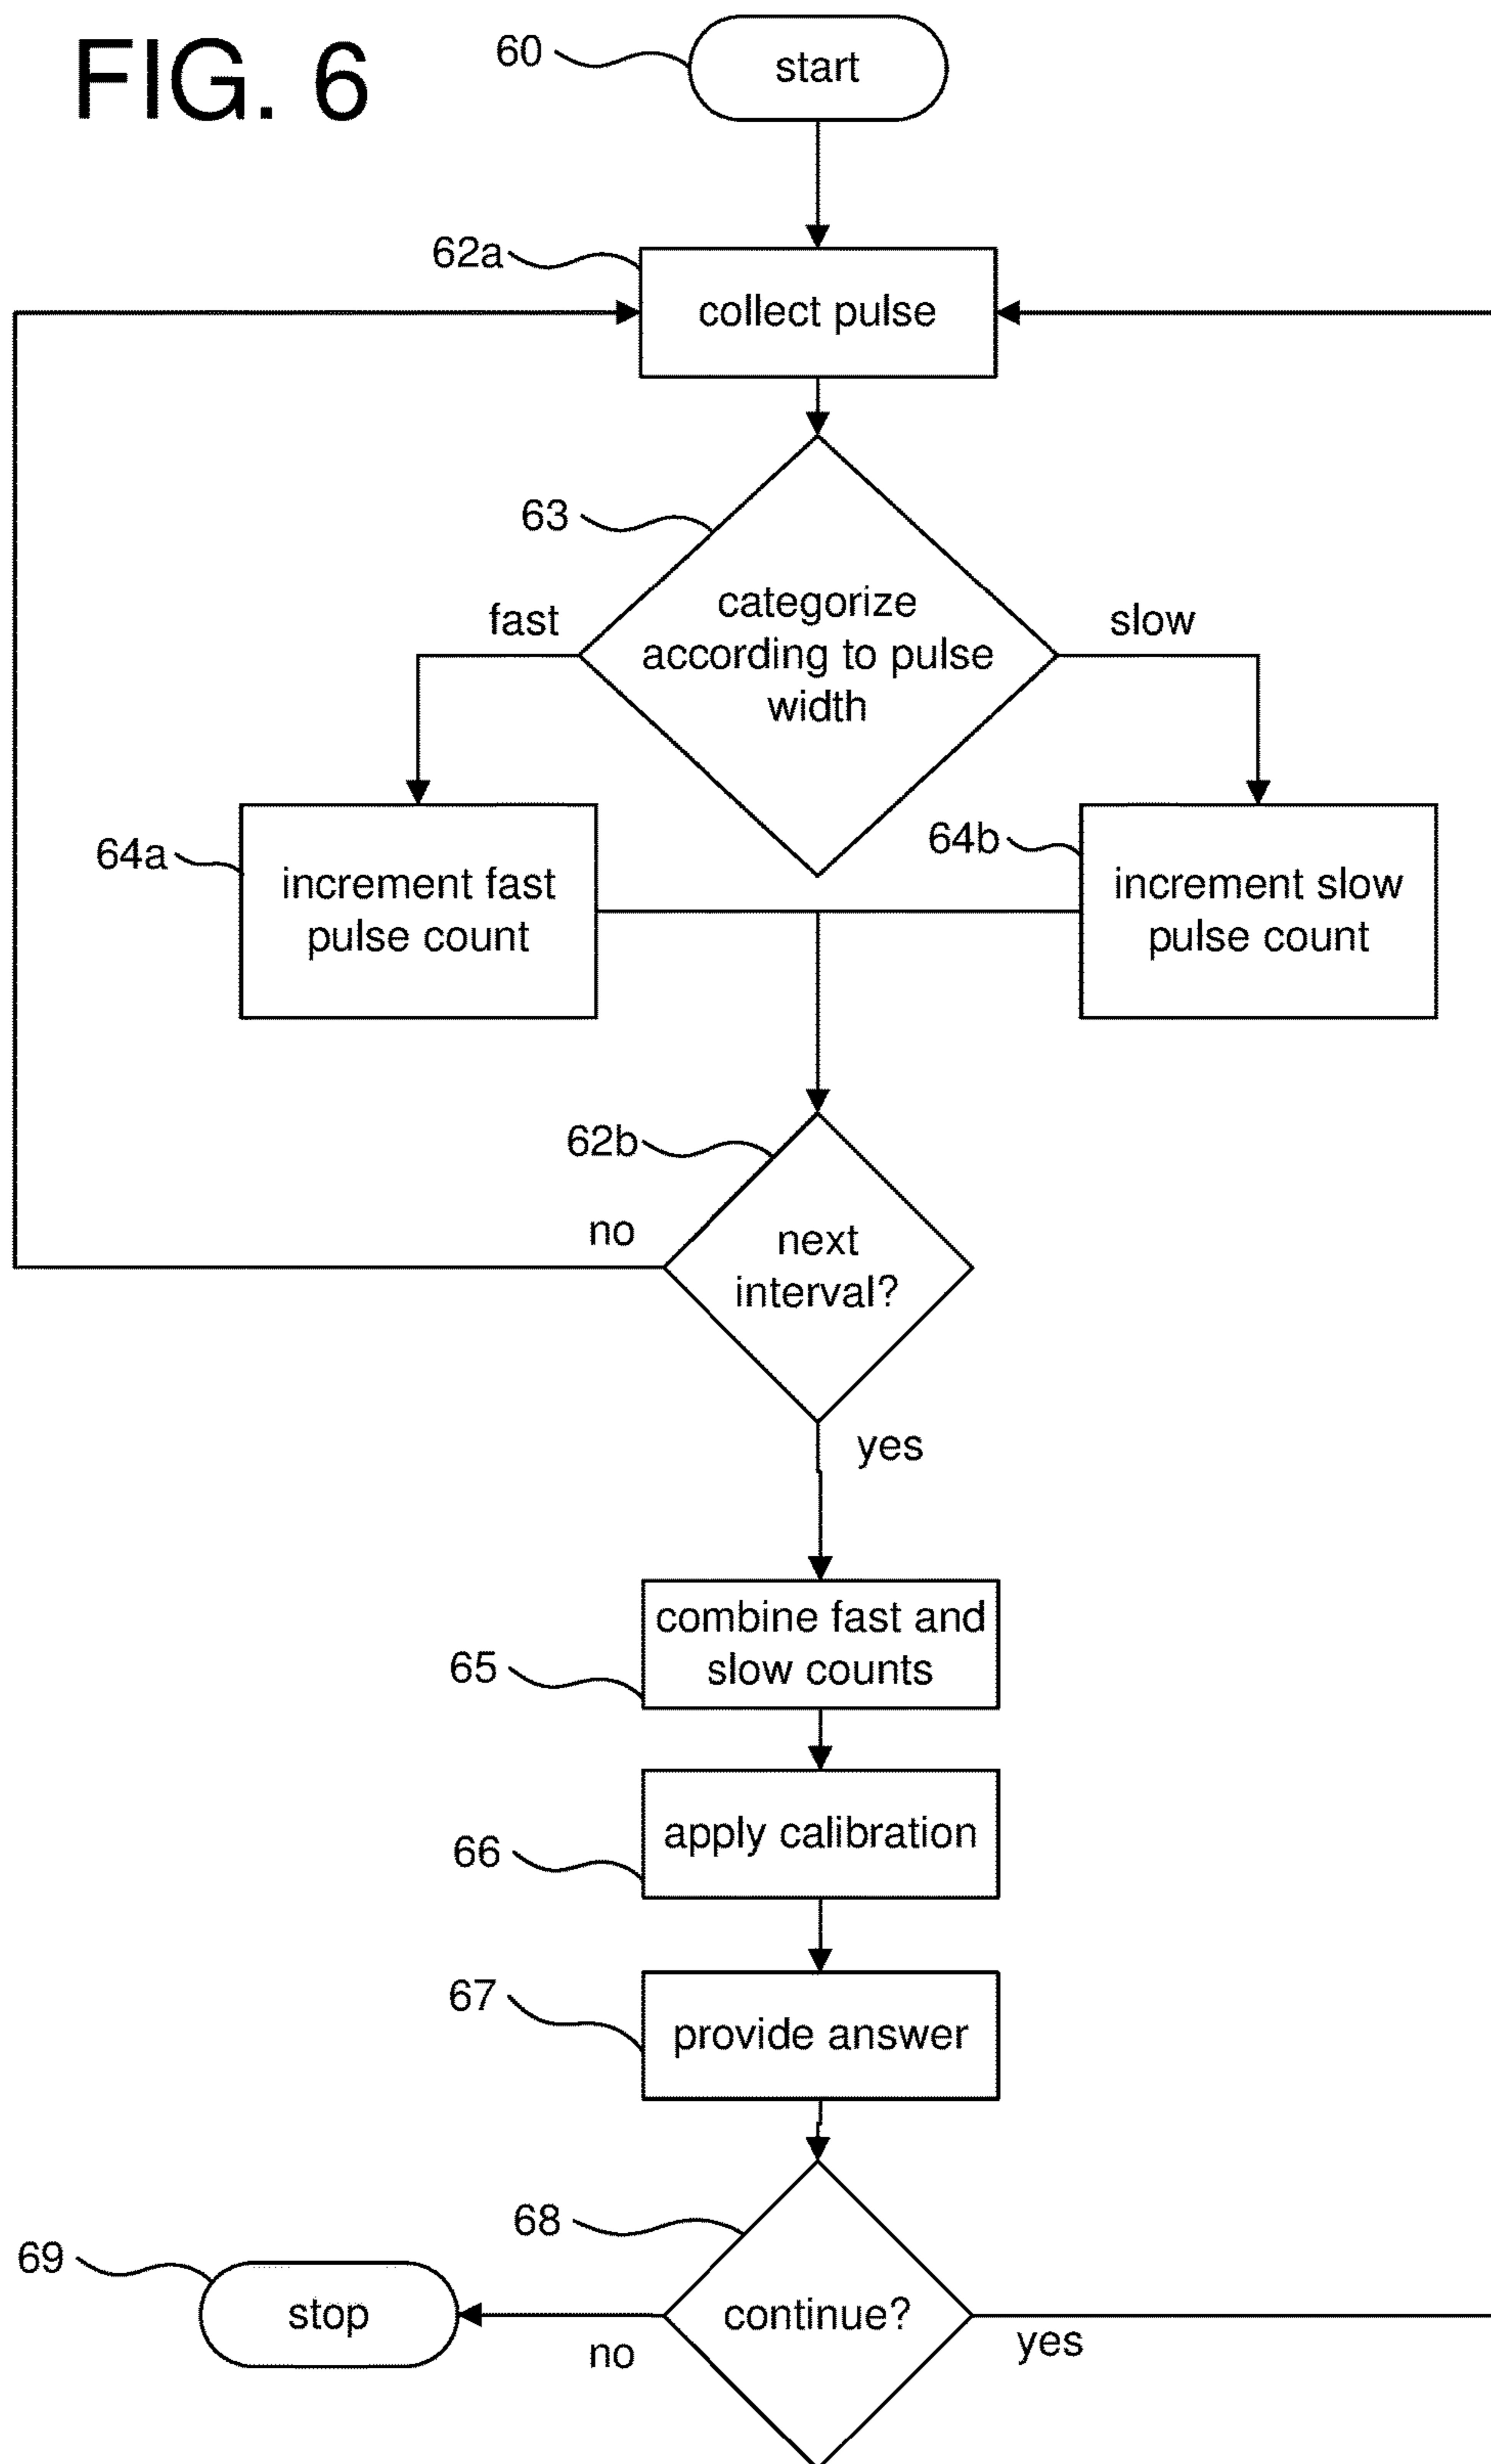 FIG. 6
60
start
62a
collect pulse
63
categorize
according to pulse
width
fast
slow
64a
increment fast
pulse count
64b
increment slow
pulse count
62b
next
interval?
no
yes
combine fast and
slow counts
65
apply calibration
66
67
provide answer
68
continue?
69
stop
no
yes